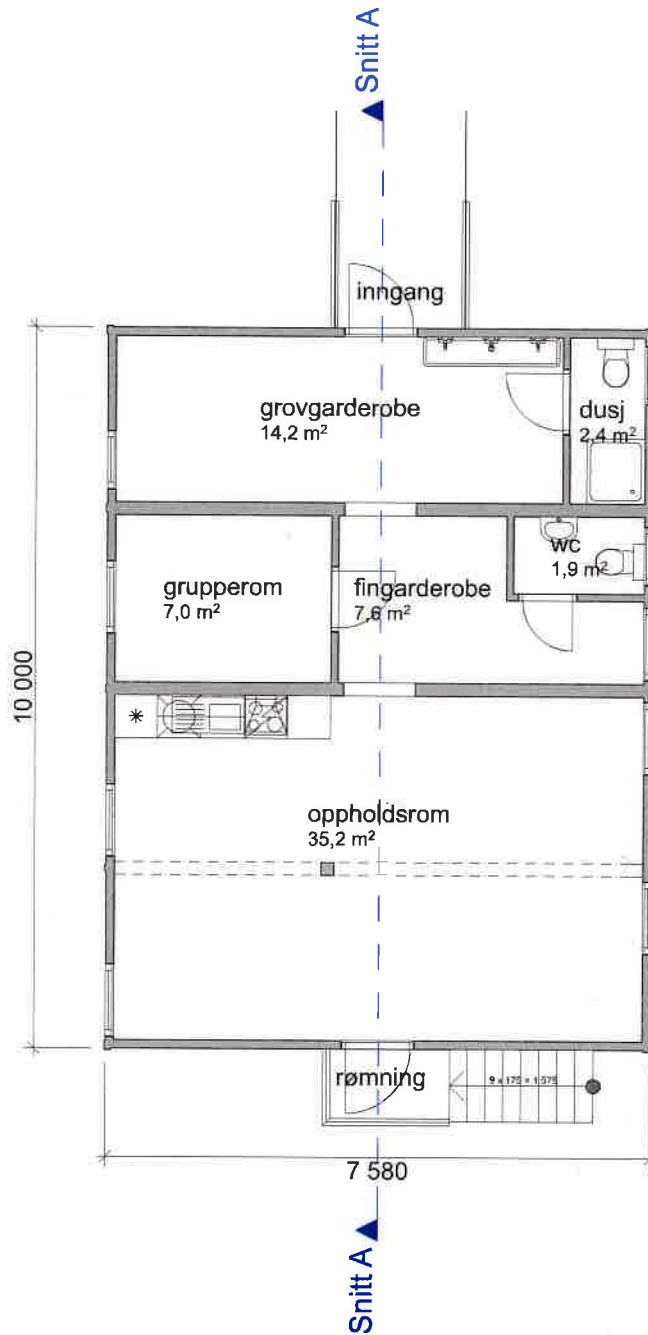 Snitt A
inngang
grovgarderobe
14,2 m²
dusj
2,4 m²
wc
1,9 m²
grupperom
7,0 m²
fingarderobe
7,6 m²
10 000
oppholdsrom
35,2 m²
rømning
9 x 175 = 1 575
7 580
Snitt A